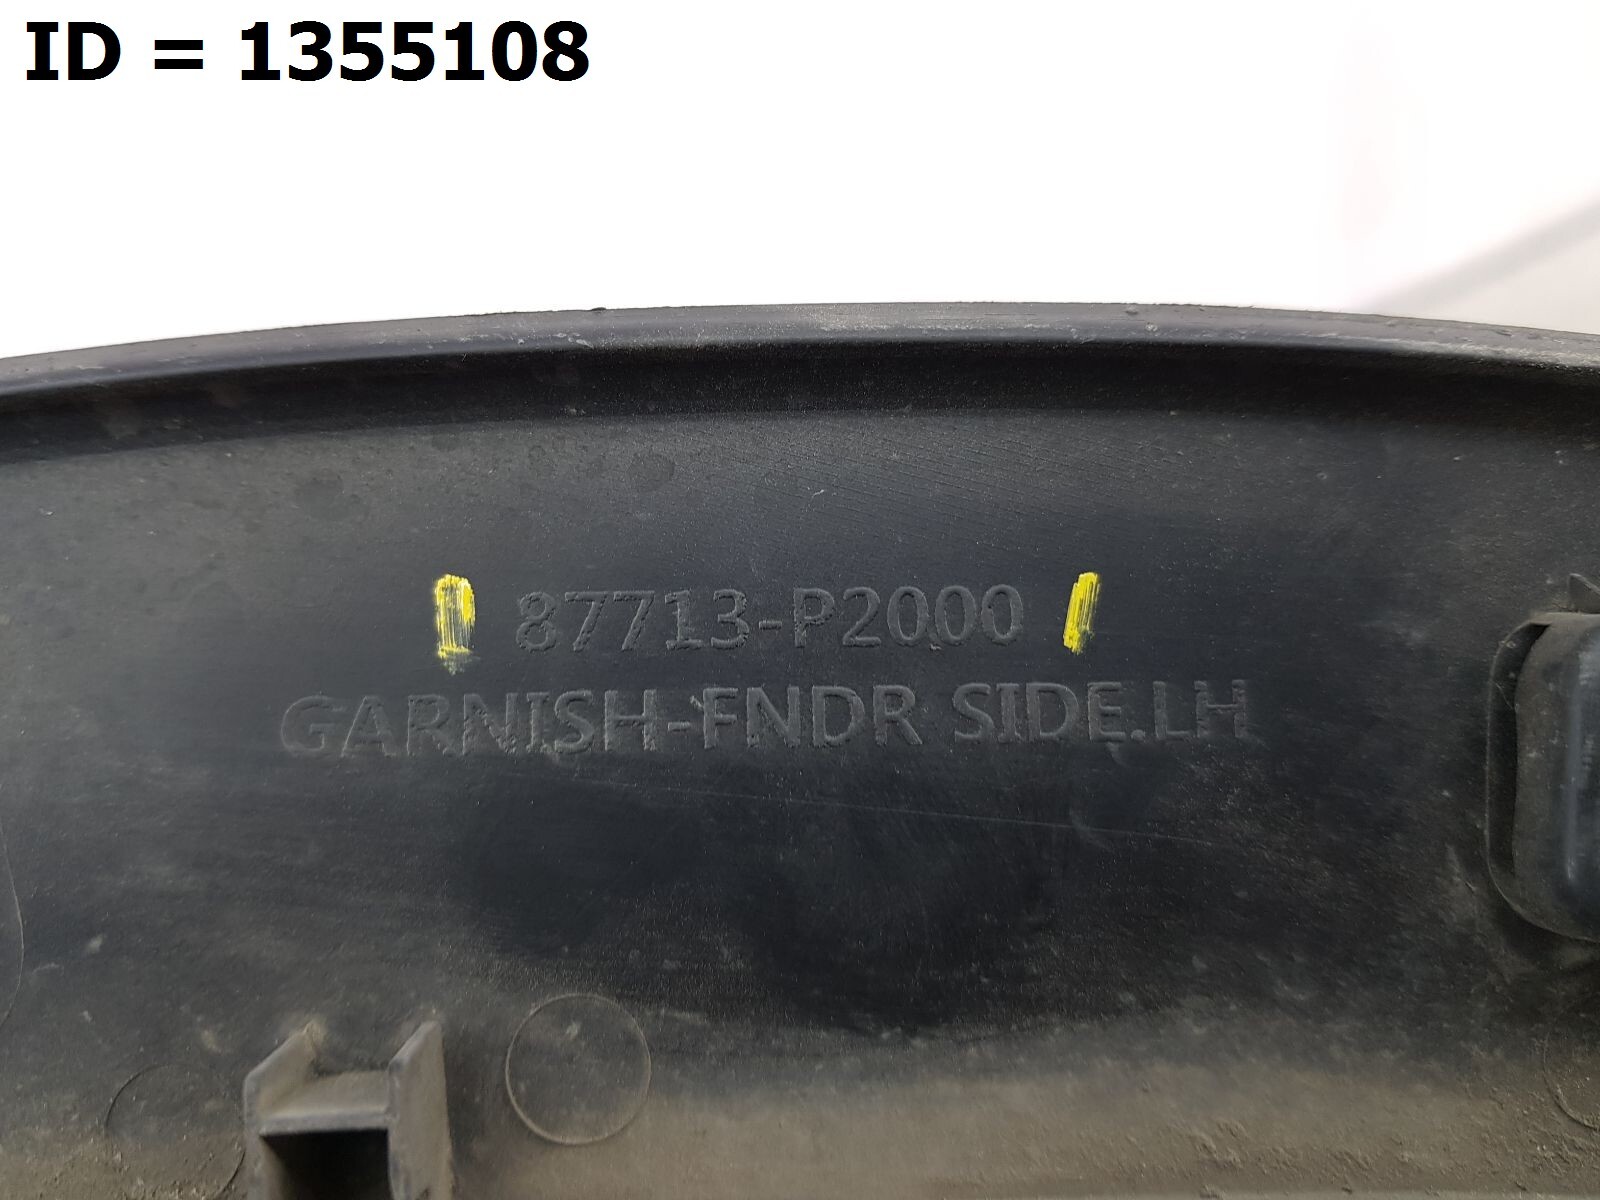 ID = 1355108
87713-P2000
GARNISH-FNDR SIDE.LH